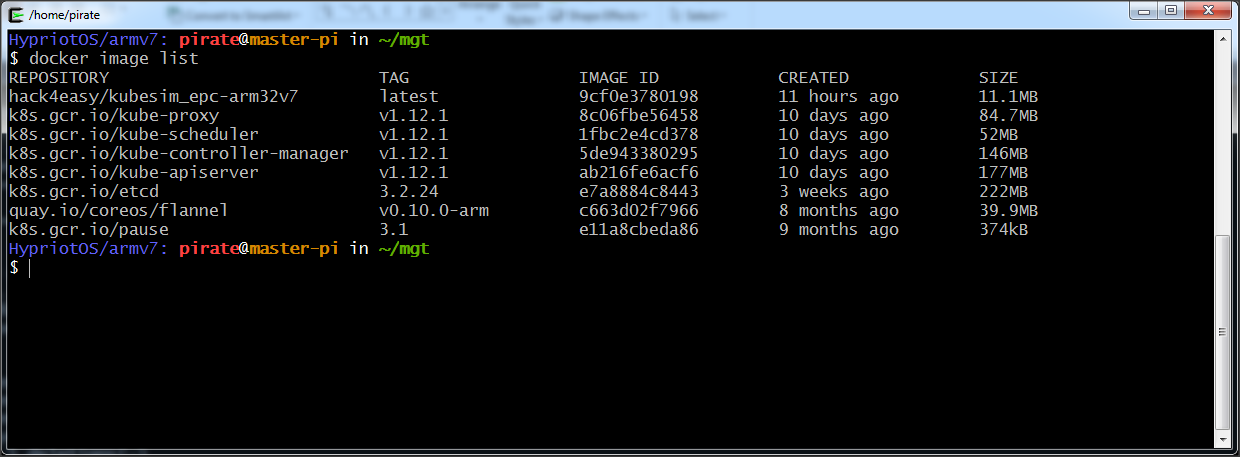 Convert to SmartArt
Shape Effects
Select
/home/pirate
HypriotOS/armv7: pirate@master-pi in ~/mgt
$ docker image list
REPOSITORY TAG IMAGE ID CREATED SIZE
hack4easy/kubesim_epc-arm32v7 latest 9cf0e3780198 11 hours ago 11.1MB
k8s.gcr.io/kube-proxy v1.12.1 8c06fbe56458 10 days ago 84.7MB
k8s.gcr.io/kube-scheduler v1.12.1 1fbc2e4cd378 10 days ago 52MB
k8s.gcr.io/kube-controller-manager v1.12.1 5de943380295 10 days ago 146MB
k8s.gcr.io/kube-apiserver v1.12.1 ab216fe6acf6 10 days ago 177MB
k8s.gcr.io/etcd 3.2.24 e7a8884c8443 3 weeks ago 222MB
quay.io/coreos/flannel v0.10.0-arm c663d02f7966 8 months ago 39.9MB
k8s.gcr.io/pause 3.1 e11a8cbeda86 9 months ago 374kB
HypriotOS/armv7: pirate@master-pi in ~/mgt
$